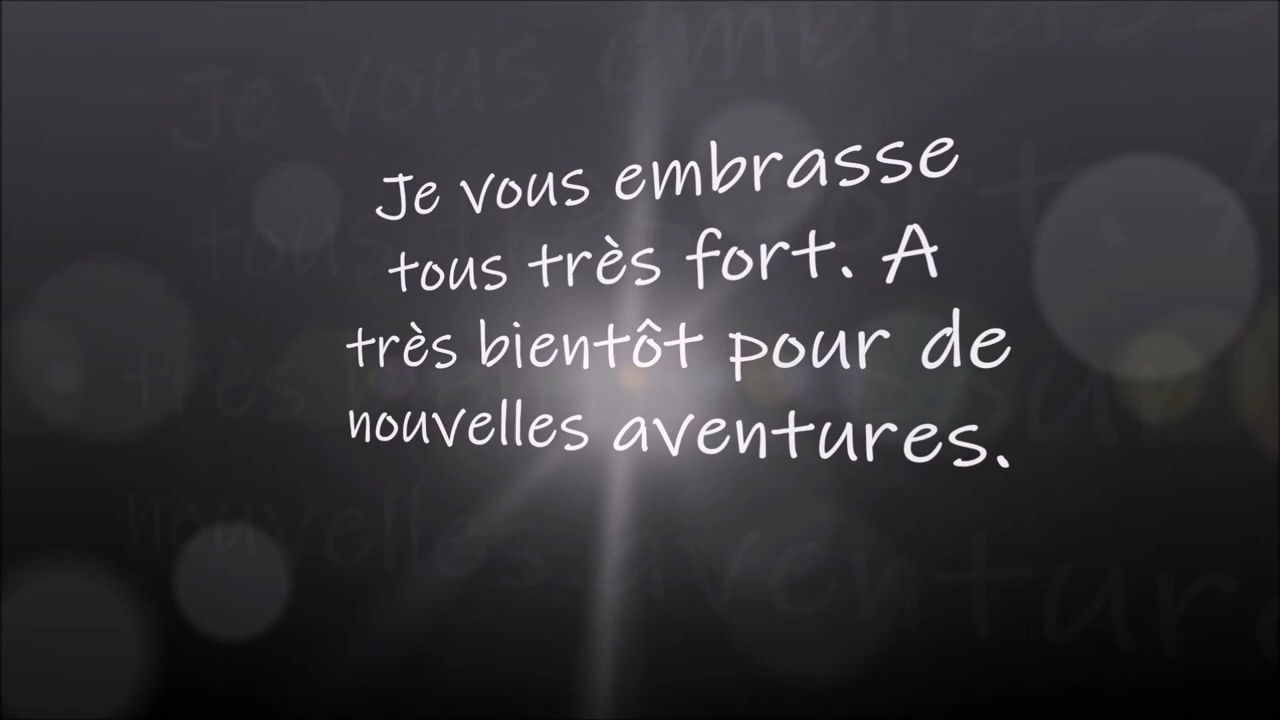 Je vous embrasse
tous très fort. A
très bientôt pour de
nouvelles aventures.